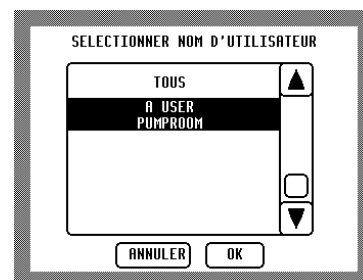 SELECTIONNER NOM D'UTILISATEUR
TOUS
A USER
PUMPROOM
ANNULER OK